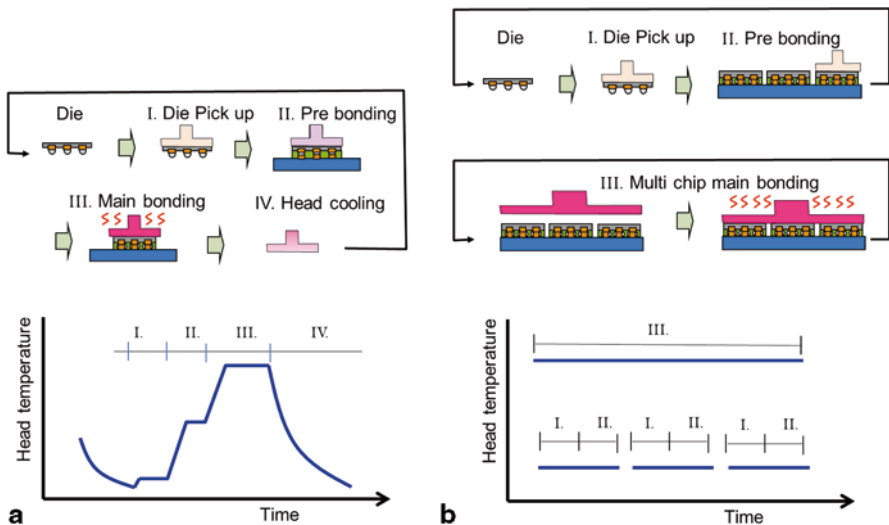 Die
I. Die Pick up
II. Pre bonding
III. Main bonding
IV. Head cooling
I.
II.
III.
IV.
Head temperature
Time
a
Die
I. Die Pick up
II. Pre bonding
III. Multi chip main bonding
III.
I.
II.
I.
II.
I.
II.
Head temperature
Time
b